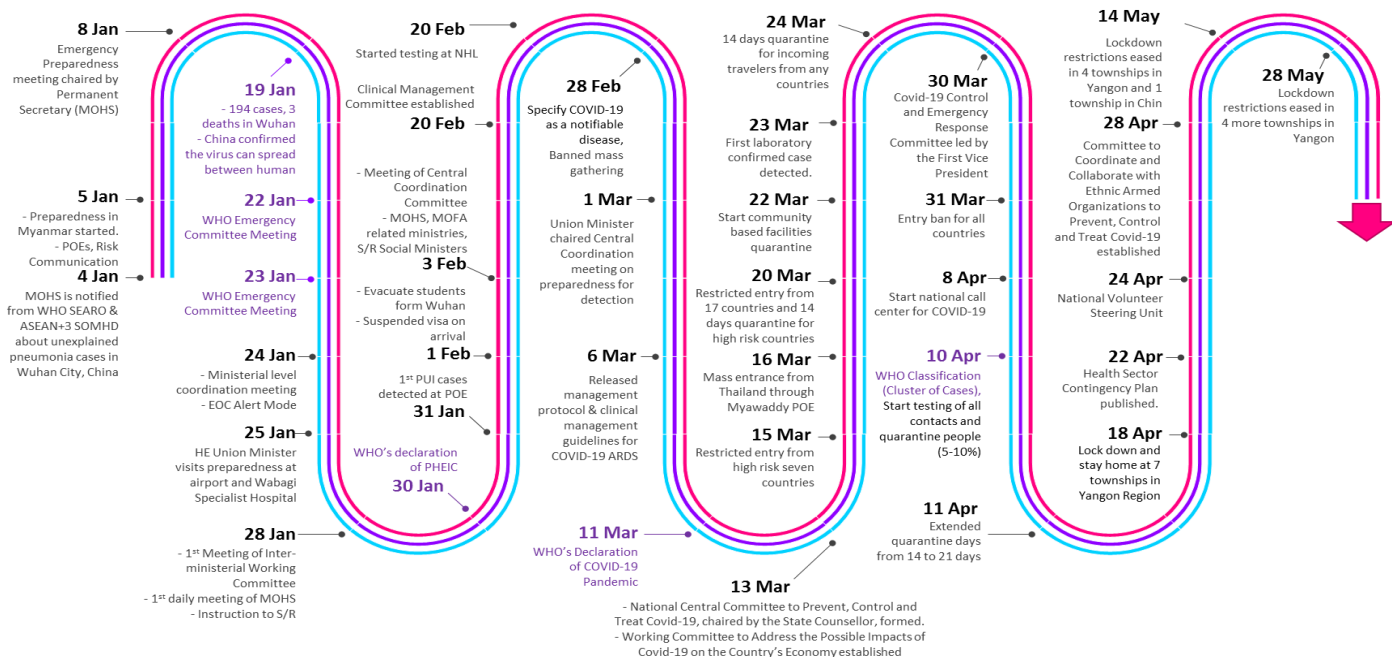 4 Jan
MOHS is notified
from WHO SEARO &
ASEAN+3 SOMHD
about unexplained
pneumonia cases in
Wuhan City, China
5 Jan
- Preparedness in
Myanmar started.
- POEs, Risk
Communication
8 Jan
Emergency
Preparedness
meeting chaired by
Permanent
Secretary (MOHS)
19 Jan
- 194 cases, 3
deaths in Wuhan
- China confirmed
the virus can spread
between human
22 Jan
WHO Emergency
Committee Meeting
23 Jan
WHO Emergency
Committee Meeting
24 Jan
- Ministerial level
coordination meeting
- EOC Alert Mode
25 Jan
HE Union Minister
visits preparedness at
airport and Wabagi
Specialist Hospital
28 Jan
- 1st Meeting of Inter-
ministerial Working
Committee
- 1st daily meeting of MOHS
- Instruction to S/R
WHO's declaration
of PHEIC
30 Jan
31 Jan
1st PUI cases
detected at POE
1 Feb
- Evacuate students
form Wuhan
- Suspended visa on
arrival
3 Feb
- Meeting of Central
Coordination
Committee
- MOHS, MOFA
related ministries,
S/R Social Ministers
20 Feb
Clinical Management
Committee established
20 Feb
Started testing at NHL
28 Feb
Specify COVID-19
as a notifiable
disease,
Banned mass
gathering
1 Mar
Union Minister
chaired Central
Coordination
meeting on
preparedness for
detection
6 Mar
Released
management
protocol & clinical
management
guidelines for
COVID-19 ARDS
11 Mar
WHO's Declaration
of COVID-19
Pandemic
13 Mar
- National Central Committee to Prevent, Control and
Treat Covid-19, chaired by the State Counsellor, formed.
- Working Committee to Address the Possible Impacts of
Covid-19 on the Country's Economy established
15 Mar
Restricted entry from
high risk seven
countries
16 Mar
Mass entrance from
Thailand through
Myawaddy POE
20 Mar
Restricted entry from
17 countries and 14
days quarantine for
high risk countries
22 Mar
Start community
based facilities
quarantine
23 Mar
First laboratory
confirmed case
detected.
24 Mar
14 days quarantine
for incoming
travelers from any
countries
30 Mar
Covid-19 Control
and Emergency
Response
Committee led by
the First Vice
President
31 Mar
Entry ban for all
countries
8 Apr
Start national call
center for COVID-19
10 Apr
WHO Classification
(Cluster of Cases),
Start testing of all
contacts and
quarantine people
(5-10%)
11 Apr
Extended
quarantine days
from 14 to 21 days
18 Apr
Lock down and
stay home at 7
townships in
Yangon Region
22 Apr
Health Sector
Contingency Plan
published.
24 Apr
National Volunteer
Steering Unit
28 Apr
Committee to
Coordinate and
Collaborate with
Ethnic Armed
Organizations to
Prevent, Control
and Treat Covid-19
established
14 May
Lockdown
restrictions eased
in 4 townships in
Yangon and 1
township in Chin
28 May
Lockdown
restrictions eased in
4 more townships in
Yangon